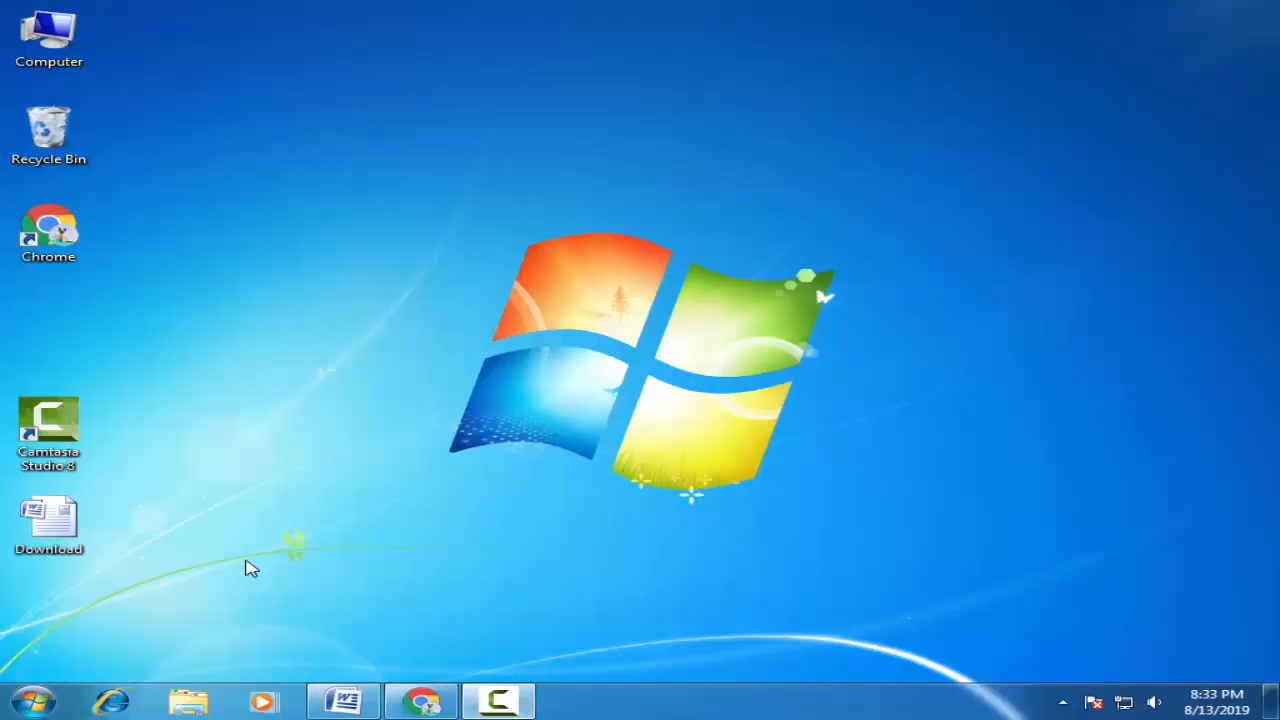 Computer
Recycle Bin
Chrome
Camtasia
Studio 8
Download
8:33 PM
8/13/2019